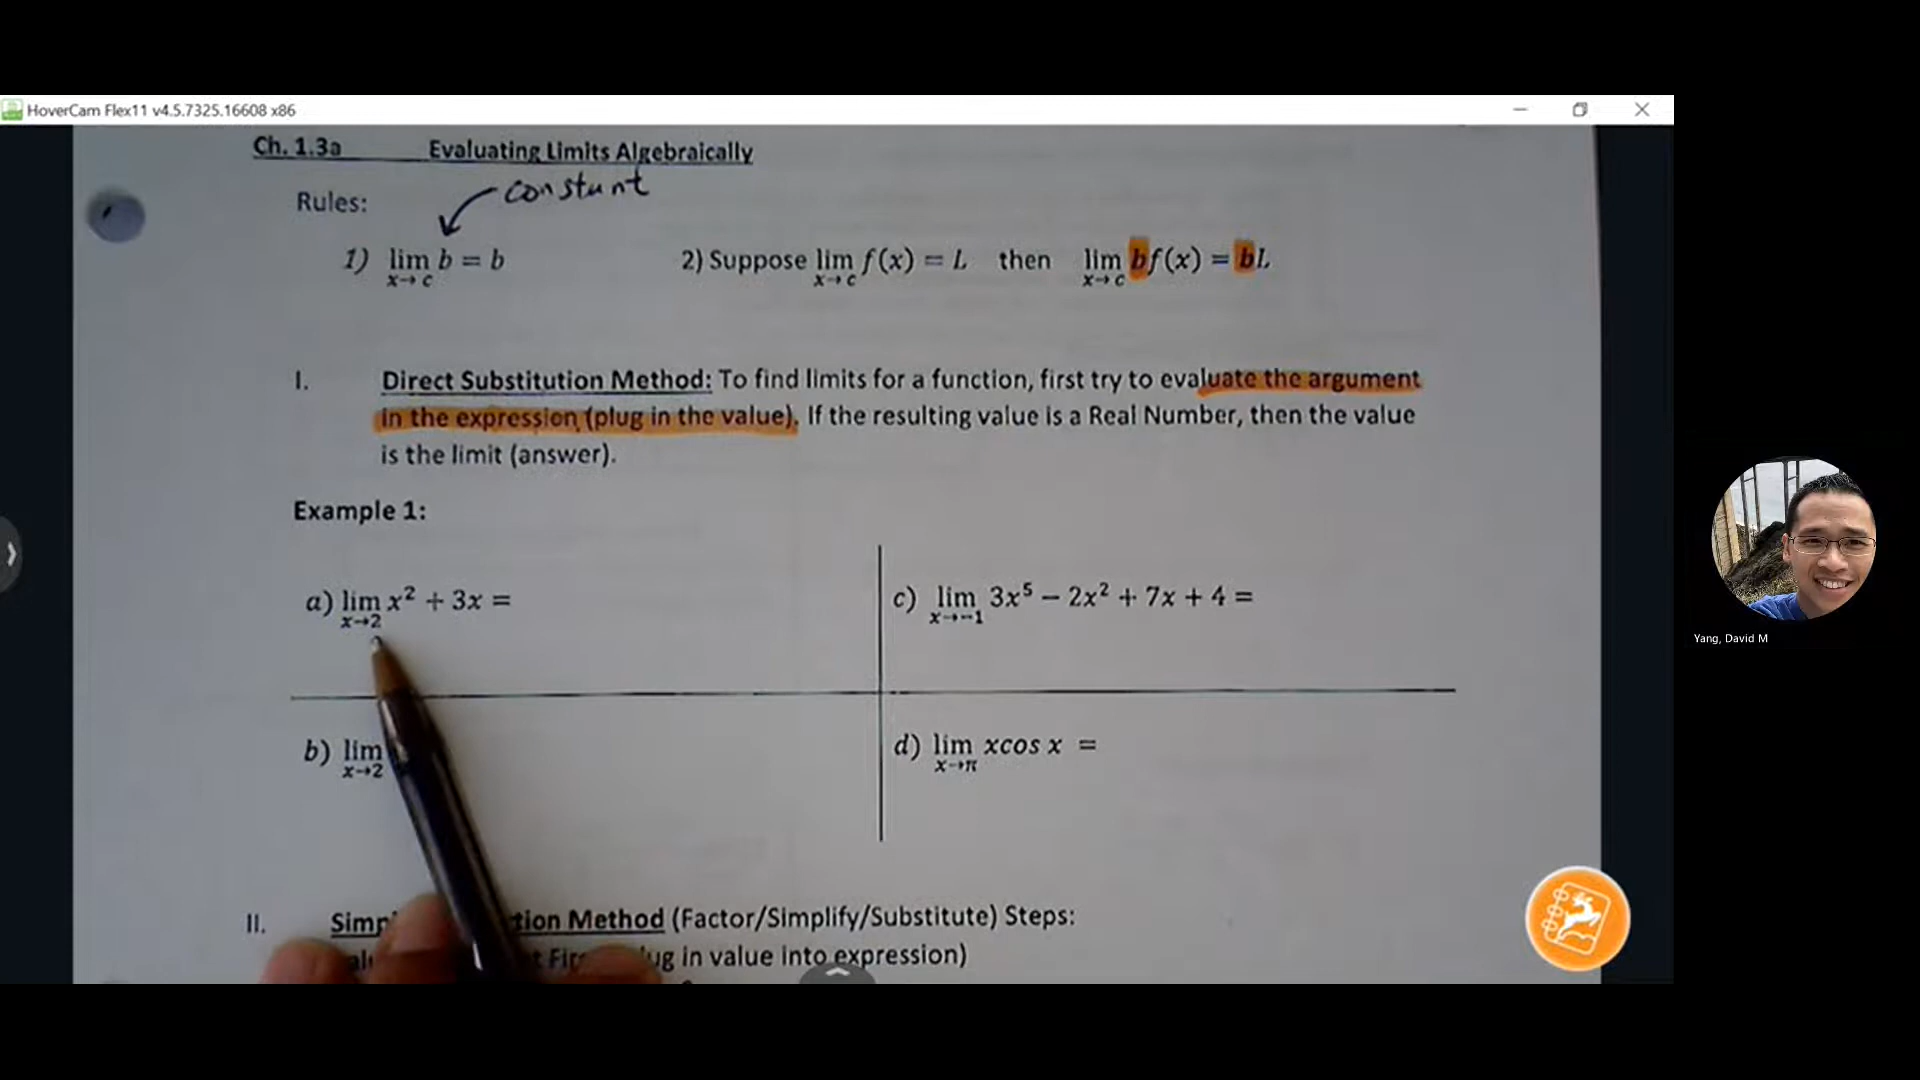 HoverCam Flex11 v4.5.7325.16608 x86
Ch. 1.3a Evaluating Limits Algebraically
constant
Rules:
1) lim x→c b = b 2) Suppose lim x→c f(x) = L then lim x→c bf(x) = bL
I. Direct Substitution Method: To find limits for a function, first try to evaluate the argument
in the expression (plug in the value). If the resulting value is a Real Number, then the value
is the limit (answer).
Example 1:
a) lim x→2 x² + 3x = c) lim x→-1 3x⁵ − 2x² + 7x + 4 =
b) lim x→2 d) lim x→π xcos x =
Yang, David M
II. Method (Factor/Simplify/Substitute) Steps:
in value into expression)